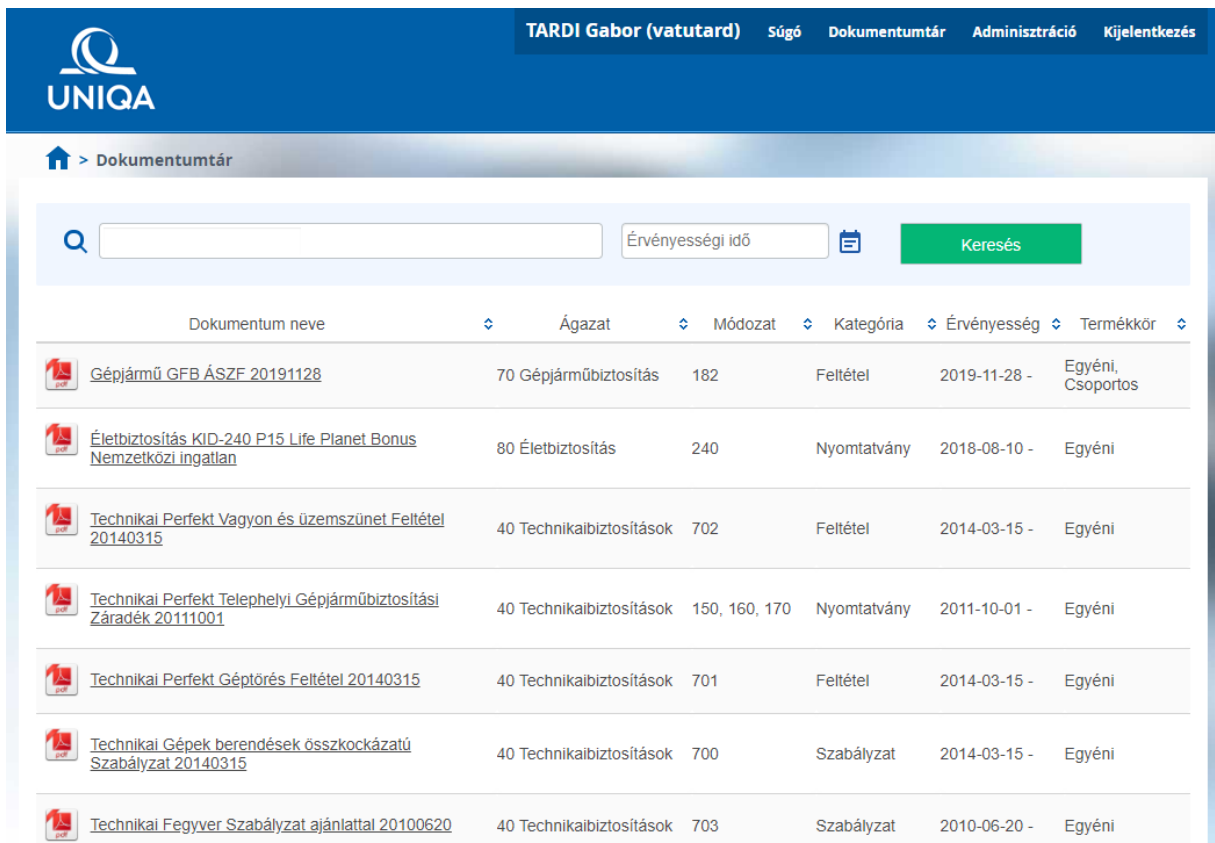 TARDI Gabor (vatutard) Súgó Dokumentumtár Adminisztráció Kijelentkezés
UNIQA
> Dokumentumtár
Érvényességi idő Keresés
Dokumentum neve Ágazat Módozat Kategória Érvényesség Termékkör
Gépjármű GFB ÁSZF 20191128 70 Gépjárműbiztosítás 182 Feltétel 2019-11-28 - Egyéni,
Csoportos
Életbiztosítás KID-240 P15 Life Planet Bonus
Nemzetközi ingatlan 80 Életbiztosítás 240 Nyomtatvány 2018-08-10 - Egyéni
Technikai Perfekt Vagyon és üzemszünet Feltétel
20140315 40 Technikaibiztosítások 702 Feltétel 2014-03-15 - Egyéni
Technikai Perfekt Telephelyi Gépjárműbiztosítási
Záradék 20111001 40 Technikaibiztosítások 150, 160, 170 Nyomtatvány 2011-10-01 - Egyéni
Technikai Perfekt Géptörés Feltétel 20140315 40 Technikaibiztosítások 701 Feltétel 2014-03-15 - Egyéni
Technikai Gépek berendések összkockázatú
Szabályzat 20140315 40 Technikaibiztosítások 700 Szabályzat 2014-03-15 - Egyéni
Technikai Fegyver Szabályzat ajánlattal 20100620 40 Technikaibiztosítások 703 Szabályzat 2010-06-20 - Egyéni